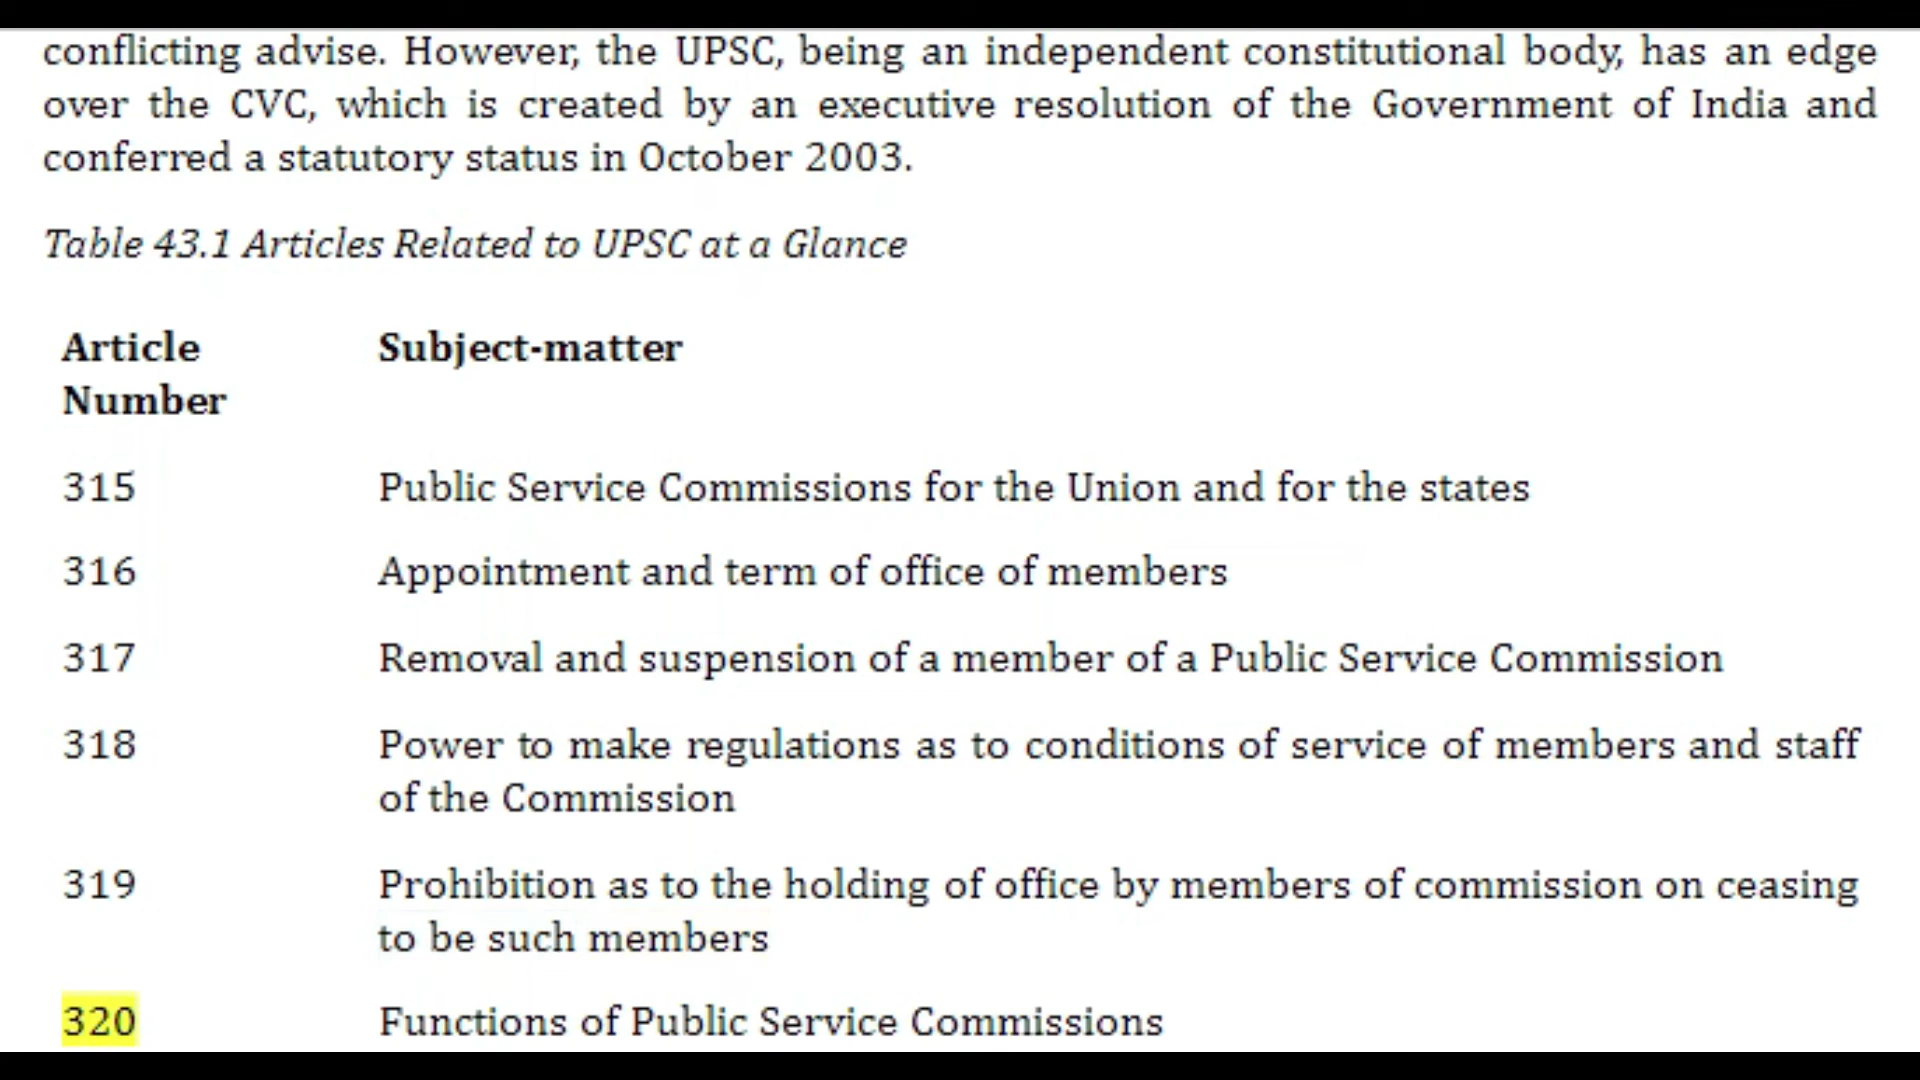 conflicting advise. However, the UPSC, being an independent constitutional body, has an edge
over the CVC, which is created by an executive resolution of the Government of India and
conferred a statutory status in October 2003.
Table 43.1 Articles Related to UPSC at a Glance
Article Number
Subject-matter
315 Public Service Commissions for the Union and for the states
316 Appointment and term of office of members
317 Removal and suspension of a member of a Public Service Commission
318 Power to make regulations as to conditions of service of members and staff
of the Commission
319 Prohibition as to the holding of office by members of commission on ceasing
to be such members
320 Functions of Public Service Commissions